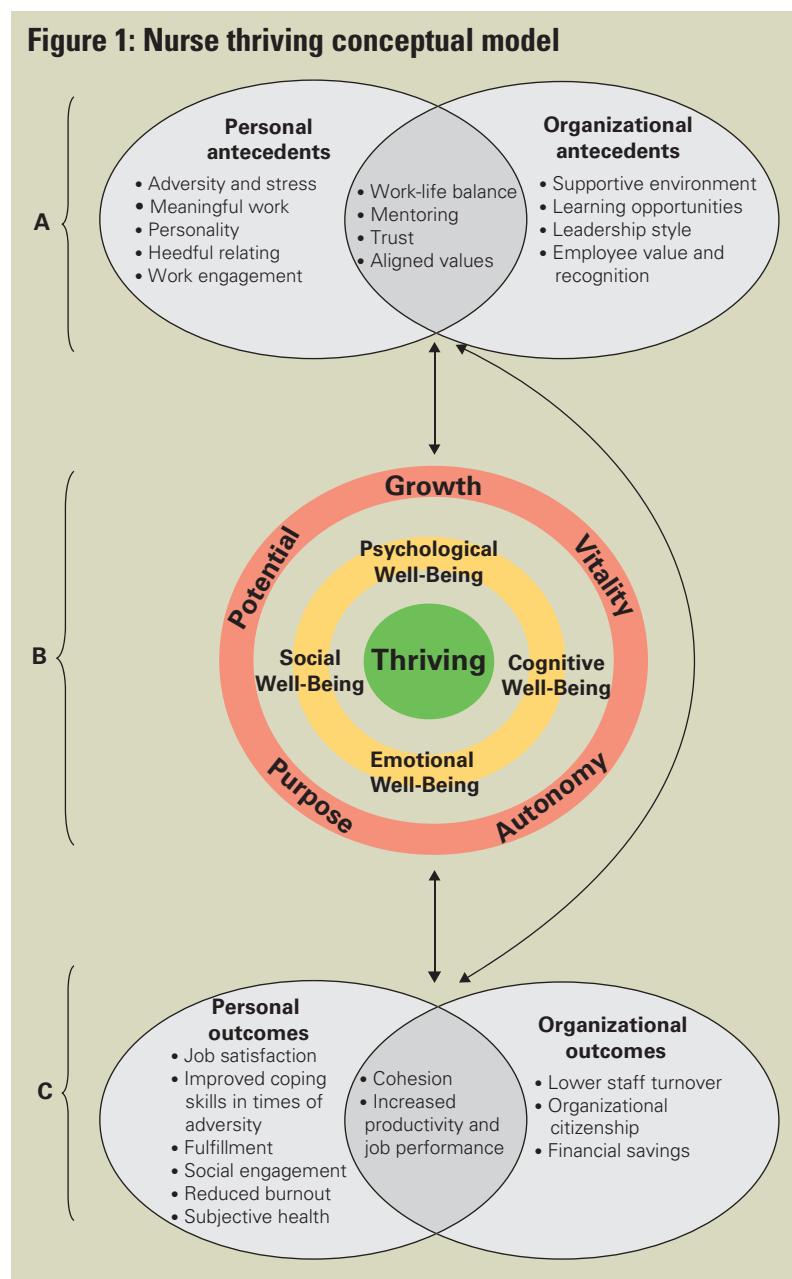 Figure 1: Nurse thriving conceptual model
A
Personal
antecedents
• Adversity and stress
• Meaningful work
• Personality
• Heedful relating
• Work engagement
• Work-life balance
• Mentoring
• Trust
• Aligned values
Organizational
antecedents
• Supportive environment
• Learning opportunities
• Leadership style
• Employee value and
recognition
B
Growth
Potential
Vitality
Psychological
Well-Being
Social
Well-Being
Thriving
Cognitive
Well-Being
Emotional
Well-Being
Purpose
Autonomy
C
Personal
outcomes
• Job satisfaction
• Improved coping
skills in times of
adversity
• Fulfillment
• Social engagement
• Reduced burnout
• Subjective health
• Cohesion
• Increased
productivity and
job performance
Organizational
outcomes
• Lower staff turnover
• Organizational
citizenship
• Financial savings